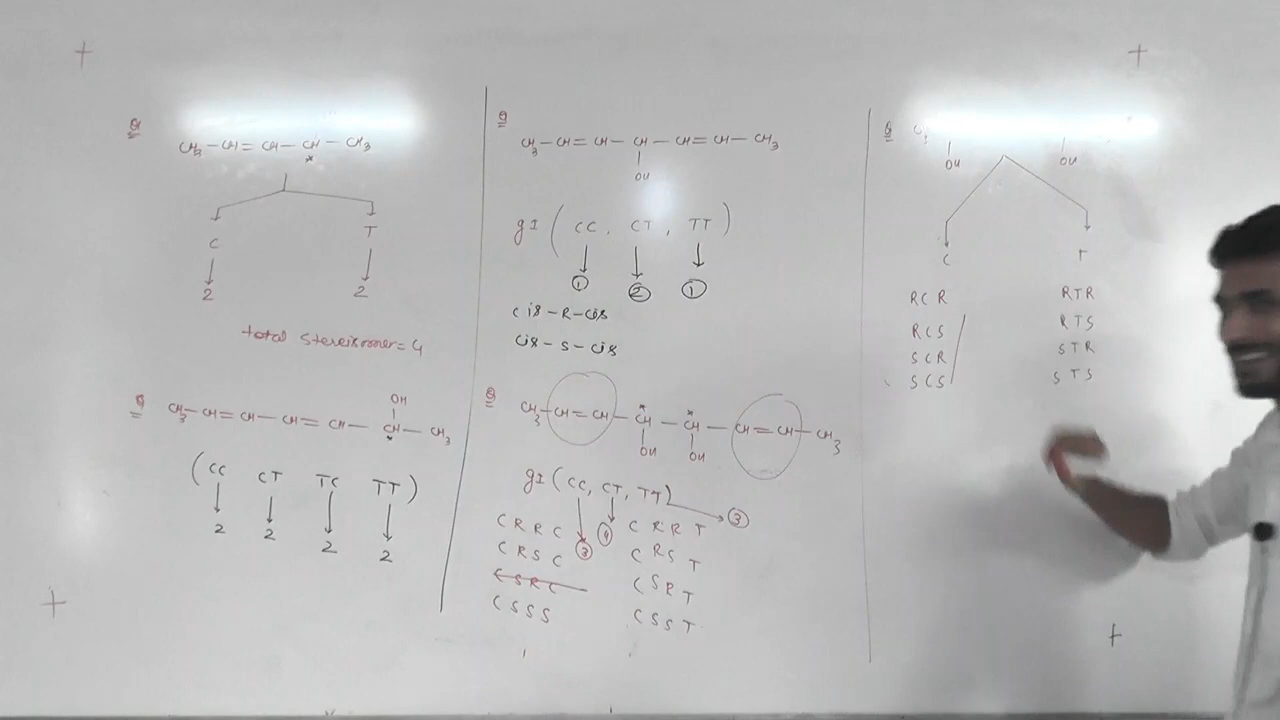 Q
CH3-CH=CH-CH-CH3
*
C T
2 2
total stereisomer=4
Q
OH
CH3-CH=CH-CH=CH-CH-CH3
*
(CC CT TC TT)
2 2 2 2
Q
CH3-CH=CH-CH-CH=CH-CH3
OH
gI (CC, CT, TT)
1 2 1
cis-R-cis
cis-S-cis
Q
* *
CH3-CH=CH-CH-CH-CH=CH-CH3
OH OH
gI (CC, CT, TT)
3
CRRC 4 CRRT
CRSC 3 CRST
CSRC CSRT
CSSS CSST
Q
OH OH
C T
RCR RTR
RCS RTS
SCR STR
SCS STS